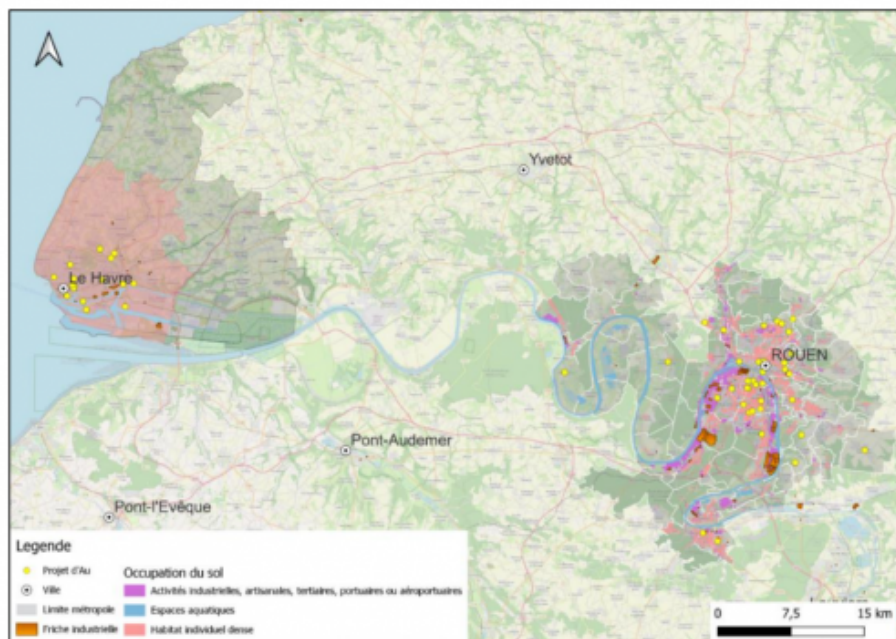 Yvetot
Le Havre
ROUEN
Pont-Audemer
Pont-l'Evêque
Legende
Projet d'Au
Ville
Limite métropole
Friche industrielle
Occupation du sol
Activités industrielles, artisanales, tertiaires, portuaires ou aéroportuaires
Espaces aquatiques
Habitat individuel dense
0 7,5 15 km